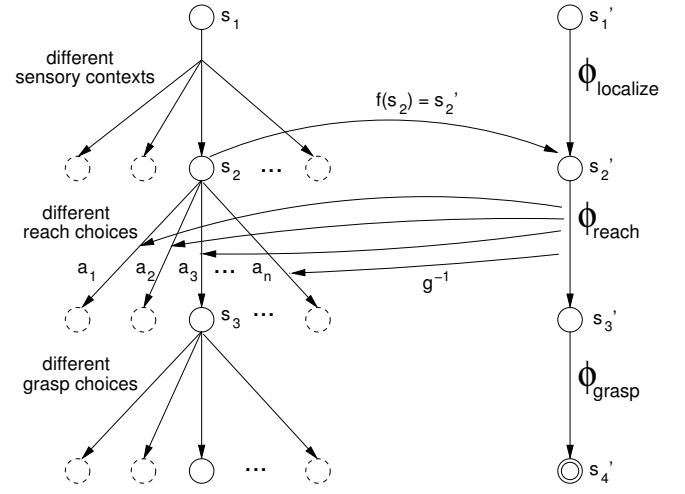 s₁
s₁'
different
sensory contexts
ϕlocalize
f(s₂) = s₂'
s₂
...
s₂'
different
reach choices
ϕreach
a₁
a₂
a₃
...
aₙ
g⁻¹
s₃
...
s₃'
different
grasp choices
ϕgrasp
...
s₄'